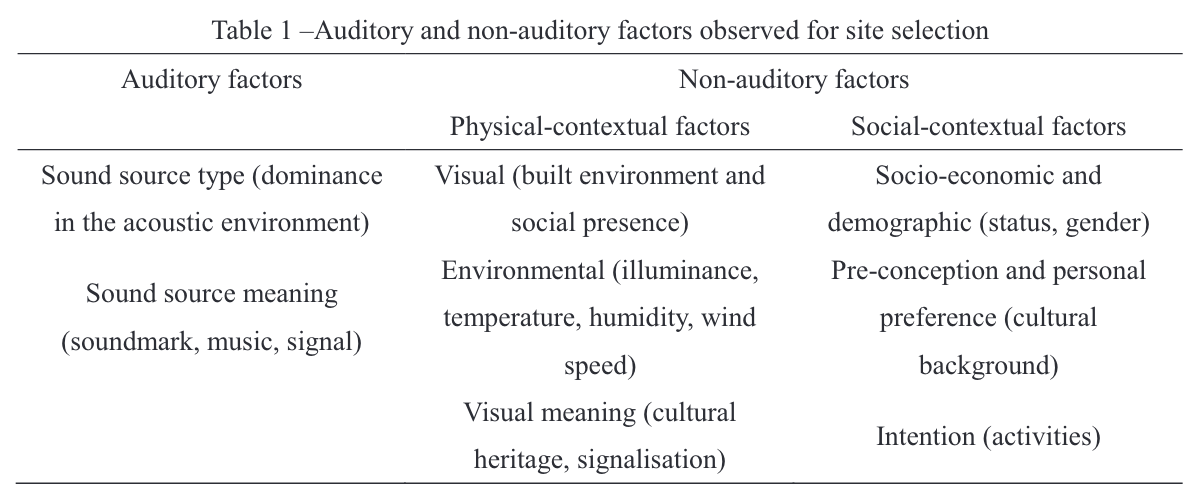 Table 1 –Auditory and non-auditory factors observed for site selection
Auditory factors
Non-auditory factors
Physical-contextual factors
Social-contextual factors
Sound source type (dominance
in the acoustic environment)
Visual (built environment and
social presence)
Socio-economic and
demographic (status, gender)
Sound source meaning
(soundmark, music, signal)
Environmental (illuminance,
temperature, humidity, wind
speed)
Pre-conception and personal
preference (cultural
background)
Visual meaning (cultural
heritage, signalisation)
Intention (activities)